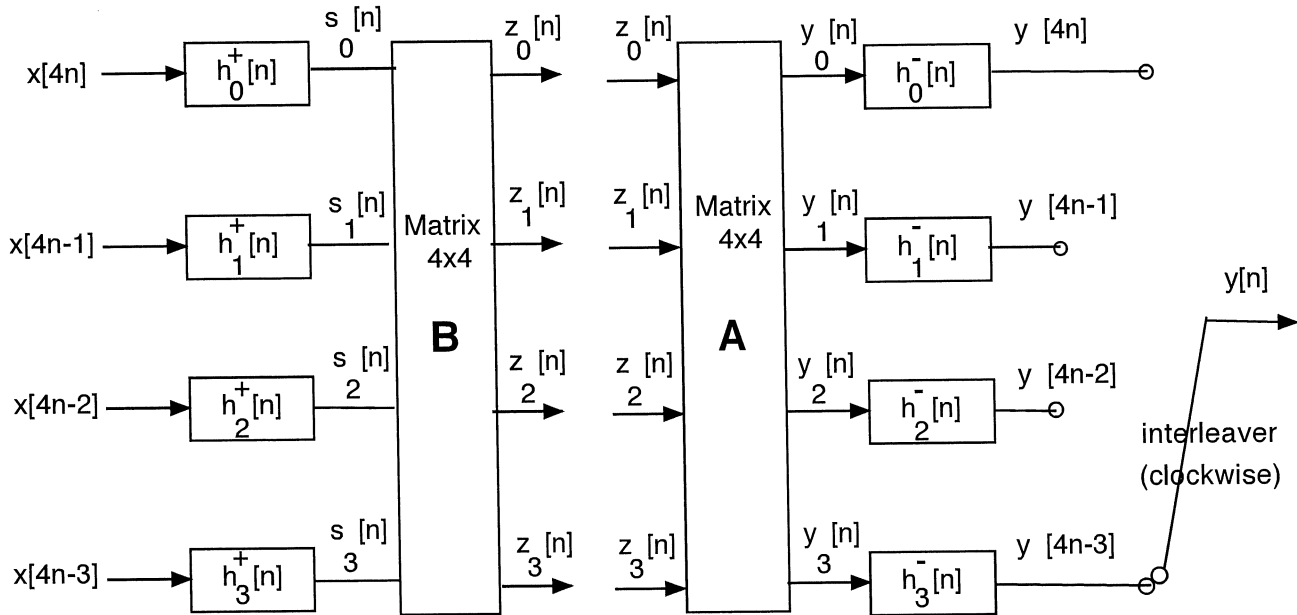 s₀[n] z₀[n] z₀[n] y₀[n] y [4n]
x[4n] h₀⁺[n] h₀⁻[n]
s₁[n] z₁[n] z₁[n] y₁[n] y [4n-1]
Matrix Matrix
4x4 4x4
x[4n-1] h₁⁺[n] h₁⁻[n]
y[n]
B A
s₂[n] z₂[n] z₂[n] y₂[n] y [4n-2]
x[4n-2] h₂⁺[n] h₂⁻[n]
interleaver
(clockwise)
s₃[n] z₃[n] z₃[n] y₃[n] y [4n-3]
x[4n-3] h₃⁺[n] h₃⁻[n]